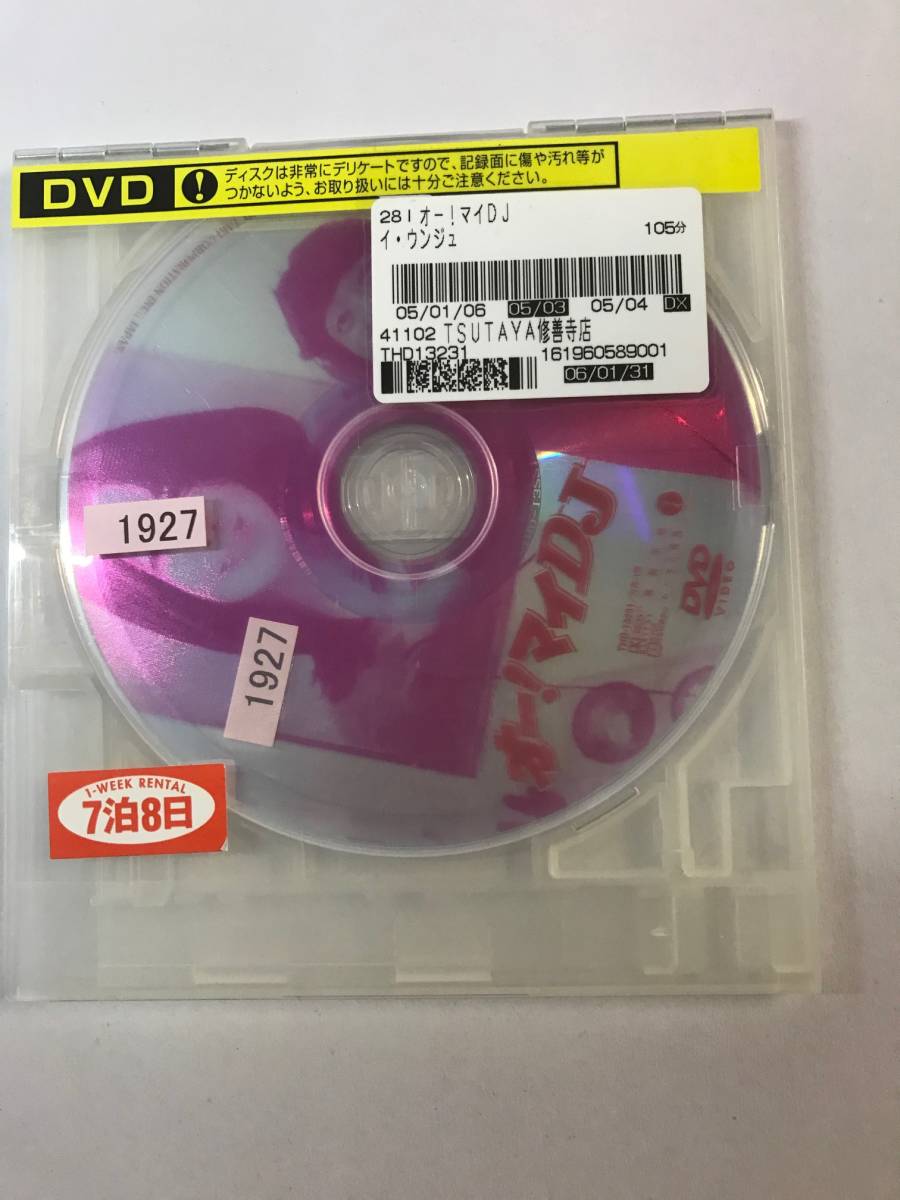 DVD
ディスクは非常にデリケートですので、記録面に傷や汚れ等が
つかないよう、お取り扱いには十分ご注意ください。
28I オー!マイDJ
イ・ウンジュ
105分
05/01/06 05/03 05/04 DX
41102 TSUTAYA修善寺店
THD13231 161960589001
06/01/31
1927
1927
オー!マイDJ
DVD
VIDEO
1-WEEK RENTAL
7泊8日